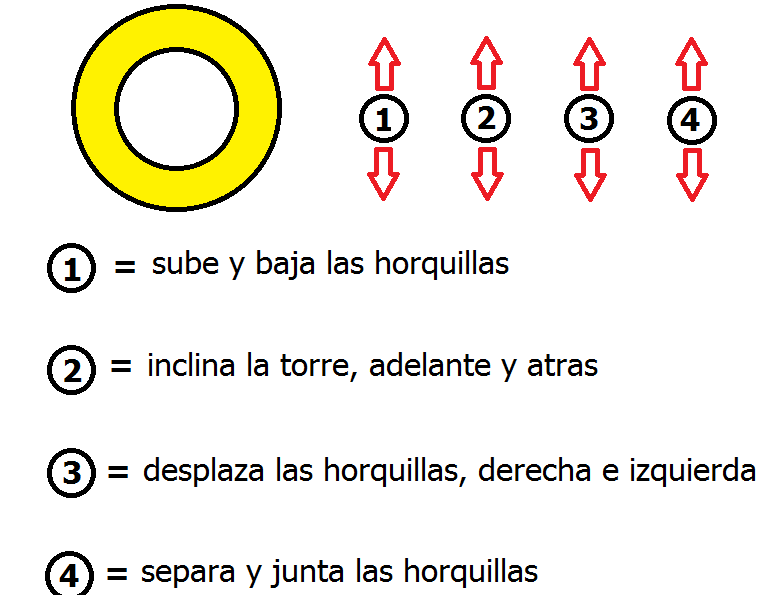 1 2 3 4
1 = sube y baja las horquillas
2 = inclina la torre, adelante y atras
3 = desplaza las horquillas, derecha e izquierda
4 = separa y junta las horquillas